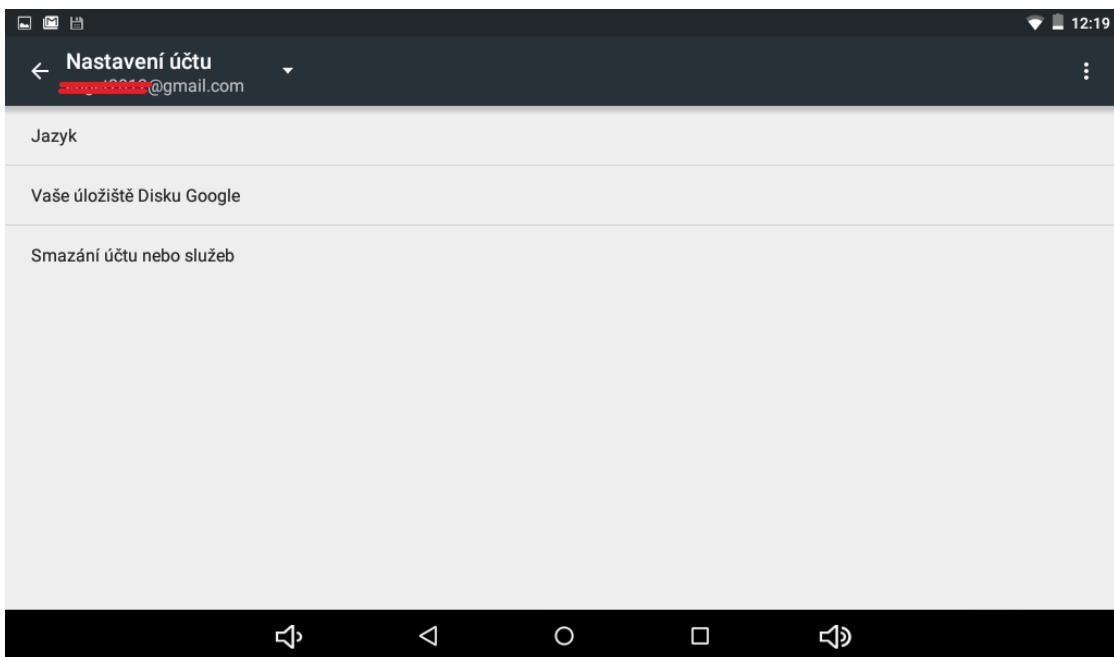 12:19
Nastavení účtu
@gmail.com
Jazyk
Vaše úložiště Disku Google
Smazání účtu nebo služeb